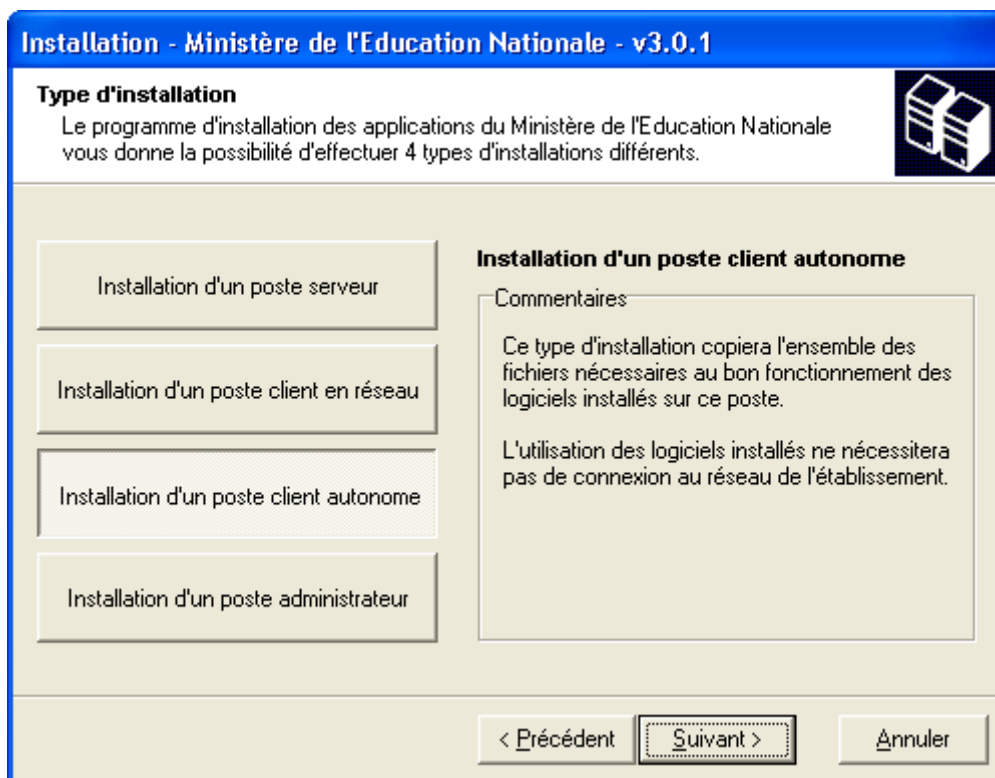 Installation - Ministère de l'Education Nationale - v3.0.1
Type d'installation
Le programme d'installation des applications du Ministère de l'Education Nationale
vous donne la possibilité d'effectuer 4 types d'installations différents.
Installation d'un poste serveur
Installation d'un poste client en réseau
Installation d'un poste client autonome
Installation d'un poste administrateur
Installation d'un poste client autonome
Commentaires
Ce type d'installation copiera l'ensemble des
fichiers nécessaires au bon fonctionnement des
logiciels installés sur ce poste.
L'utilisation des logiciels installés ne nécessitera
pas de connexion au réseau de l'établissement.
< Précédent
Suivant >
Annuler